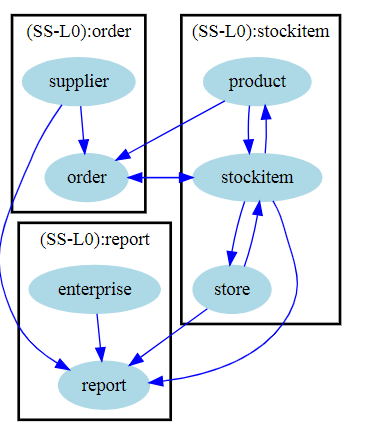 (SS-L0):order
supplier
order
(SS-L0):stockitem
product
stockitem
store
(SS-L0):report
enterprise
report